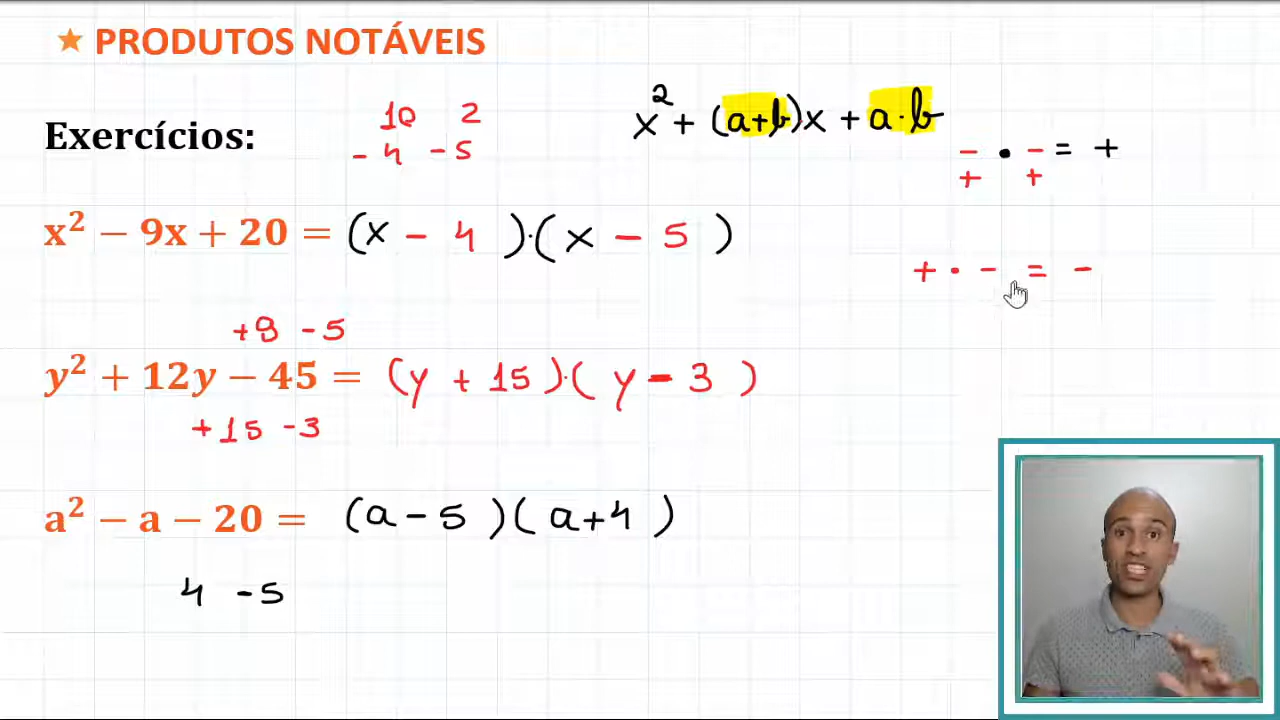 ★ PRODUTOS NOTÁVEIS
x² + (a+b)x + a·b
Exercícios:
10 2
-4 -5
- · - = +
+ +
x² − 9x + 20 = (x - 4)·(x - 5)
+ · - = -
+9 -5
y² + 12y − 45 = (y + 15)·(y - 3)
+15 -3
a² − a − 20 = (a - 5)(a+4)
4 -5